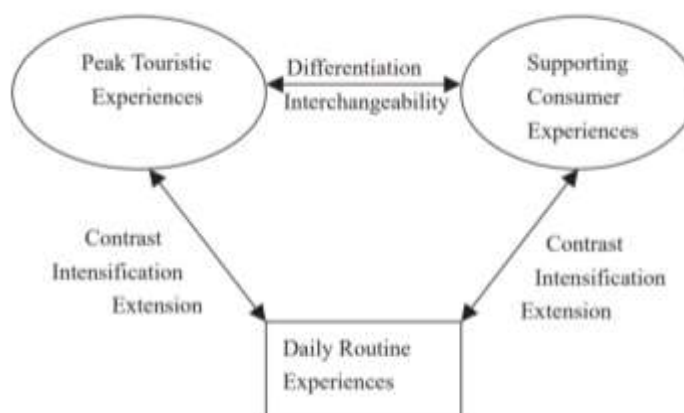 Peak Touristic
Experiences
Differentiation
Interchangeability
Supporting
Consumer
Experiences
Contrast
Intensification
Extension
Contrast
Intensification
Extension
Daily Routine
Experiences